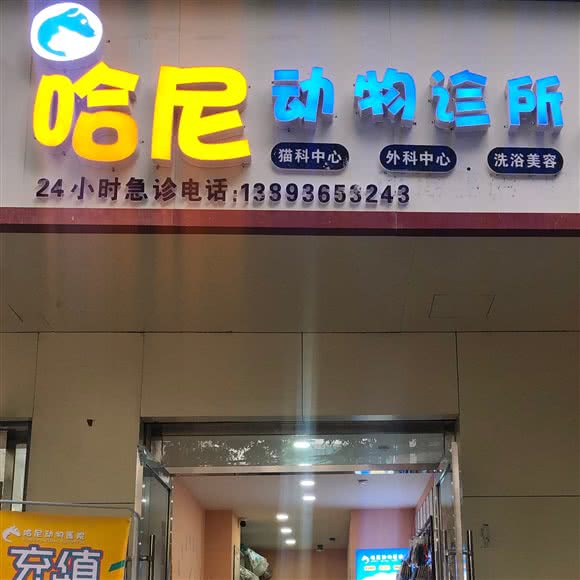 哈尼动物诊所
猫科中心 外科中心 洗浴美容
24小时急诊电话:13893653243
哈尼动物医院
充值